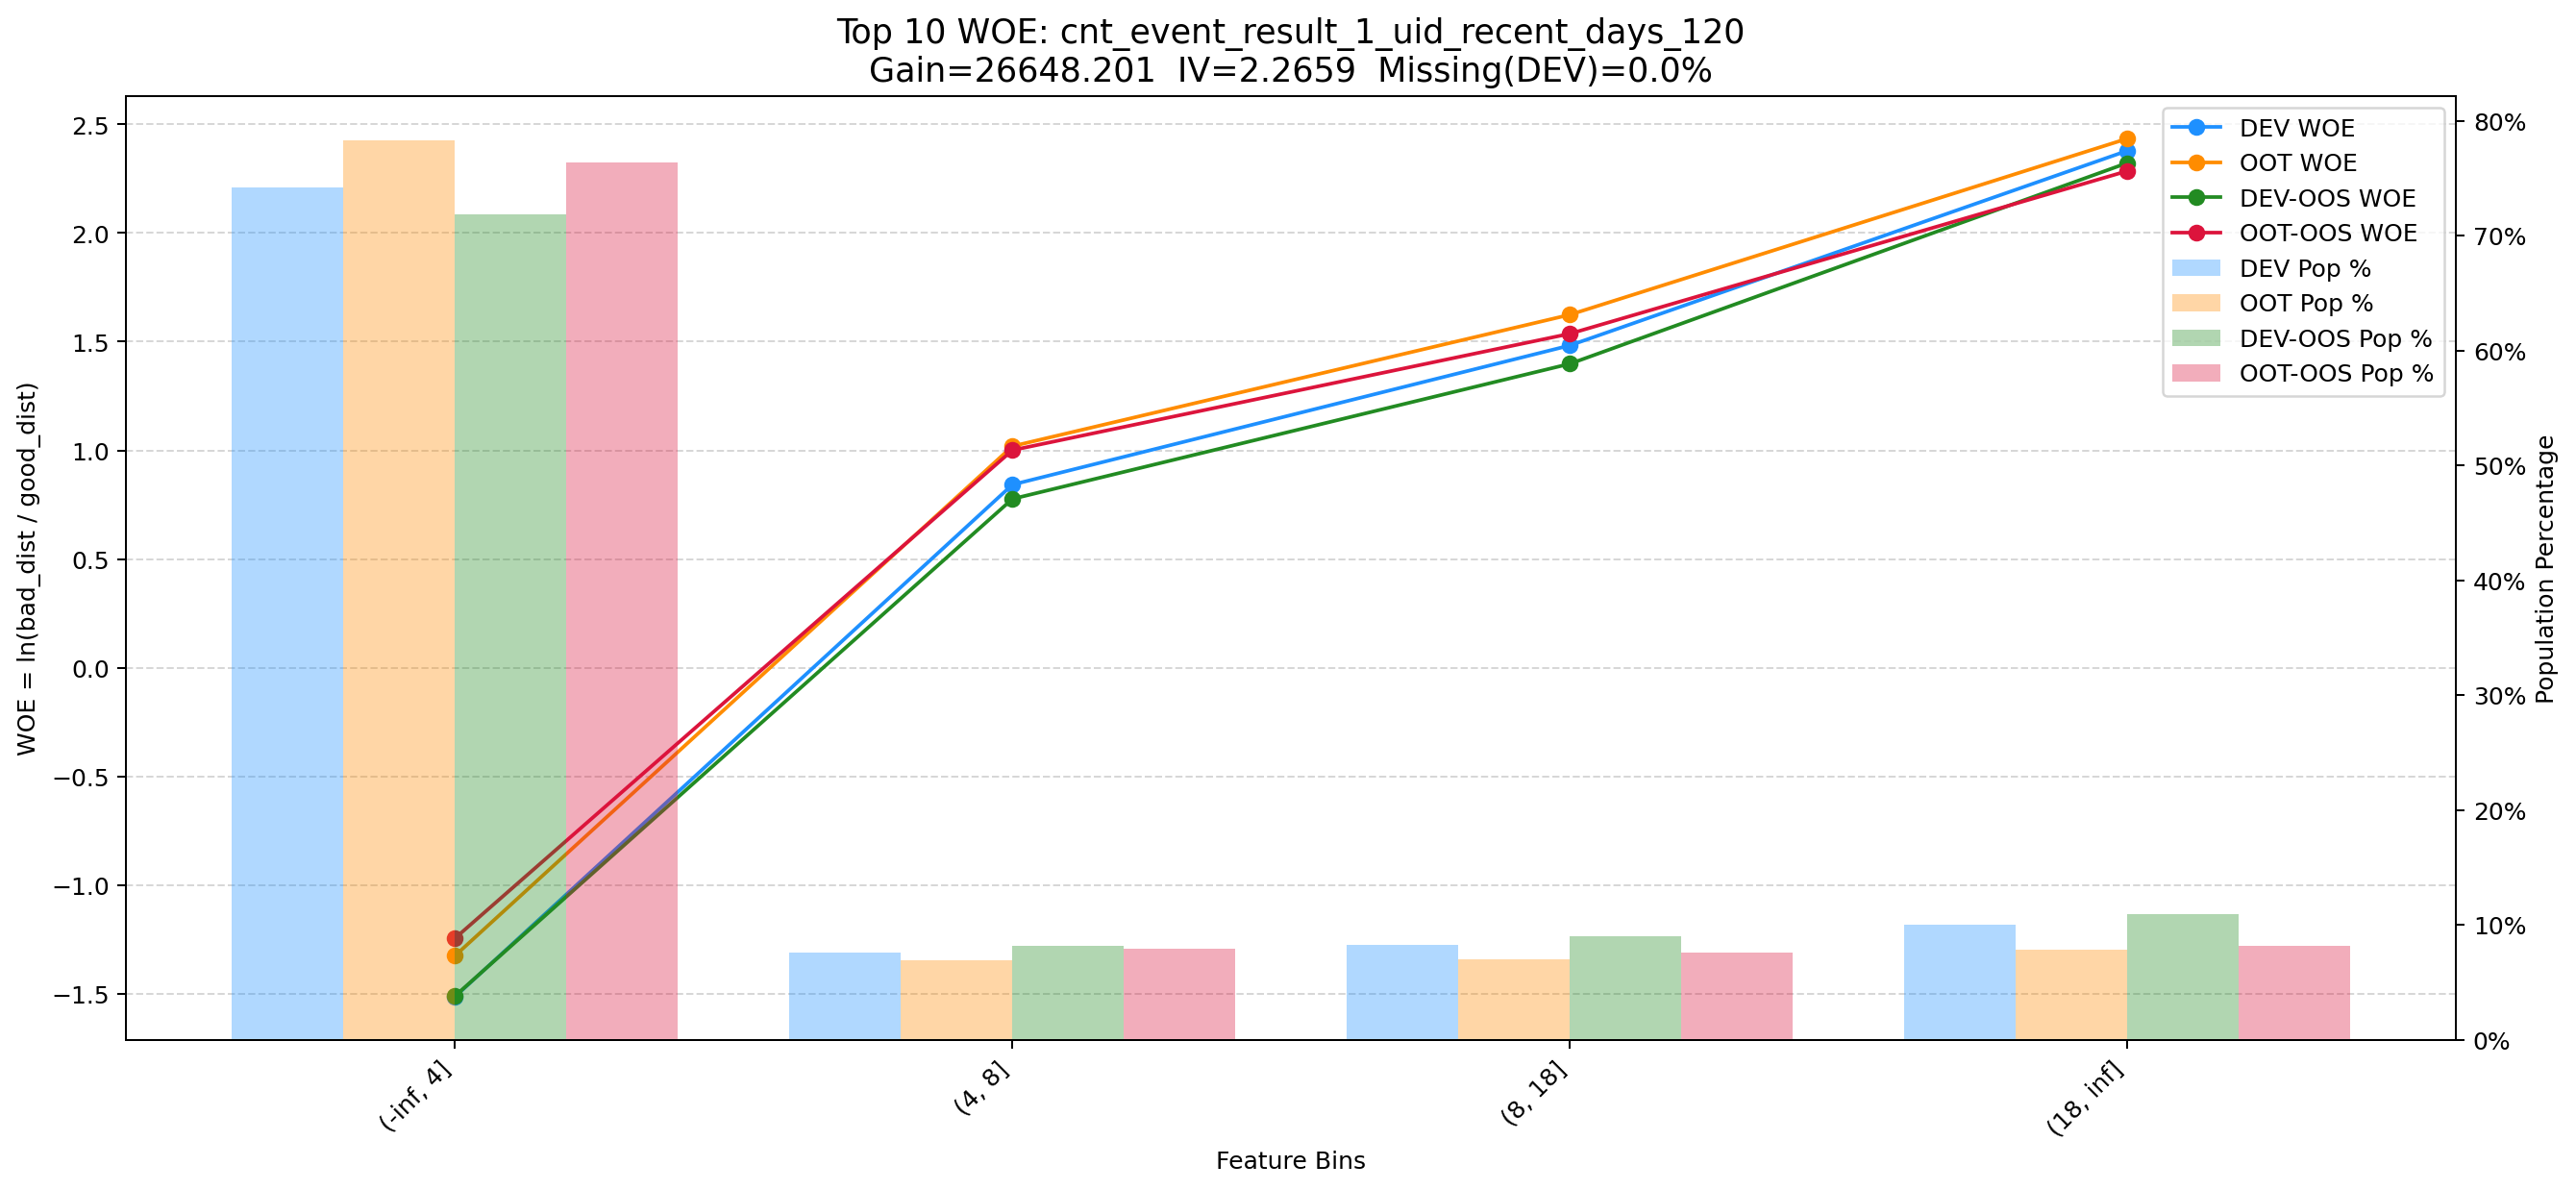 Top 10 WOE: cnt_event_result_1_uid_recent_days_120
Gain=26648.201  IV=2.2659  Missing(DEV)=0.0%
WOE = ln(bad_dist / good_dist)
2.5
2.0
1.5
1.0
0.5
0.0
−0.5
−1.0
−1.5
DEV WOE
OOT WOE
DEV-OOS WOE
OOT-OOS WOE
DEV Pop %
OOT Pop %
DEV-OOS Pop %
OOT-OOS Pop %
80%
70%
60%
50%
40%
30%
20%
10%
0%
Population Percentage
(-inf, 4]
(4, 8]
(8, 18]
(18, inf]
Feature Bins